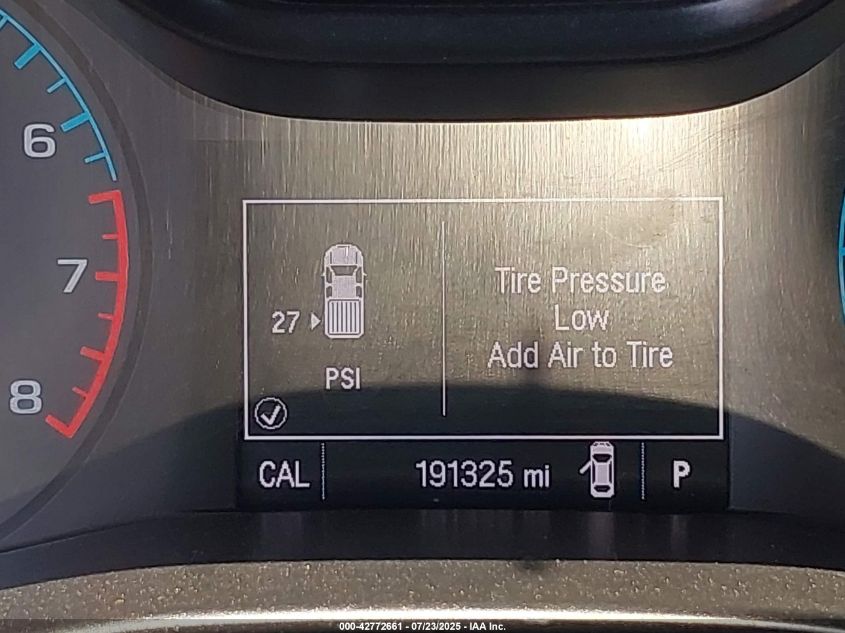 6
7
8
27
PSI
Tire Pressure
Low
Add Air to Tire
CAL
191325 mi
P
000-42772661 - 07/23/2025 - IAA Inc.